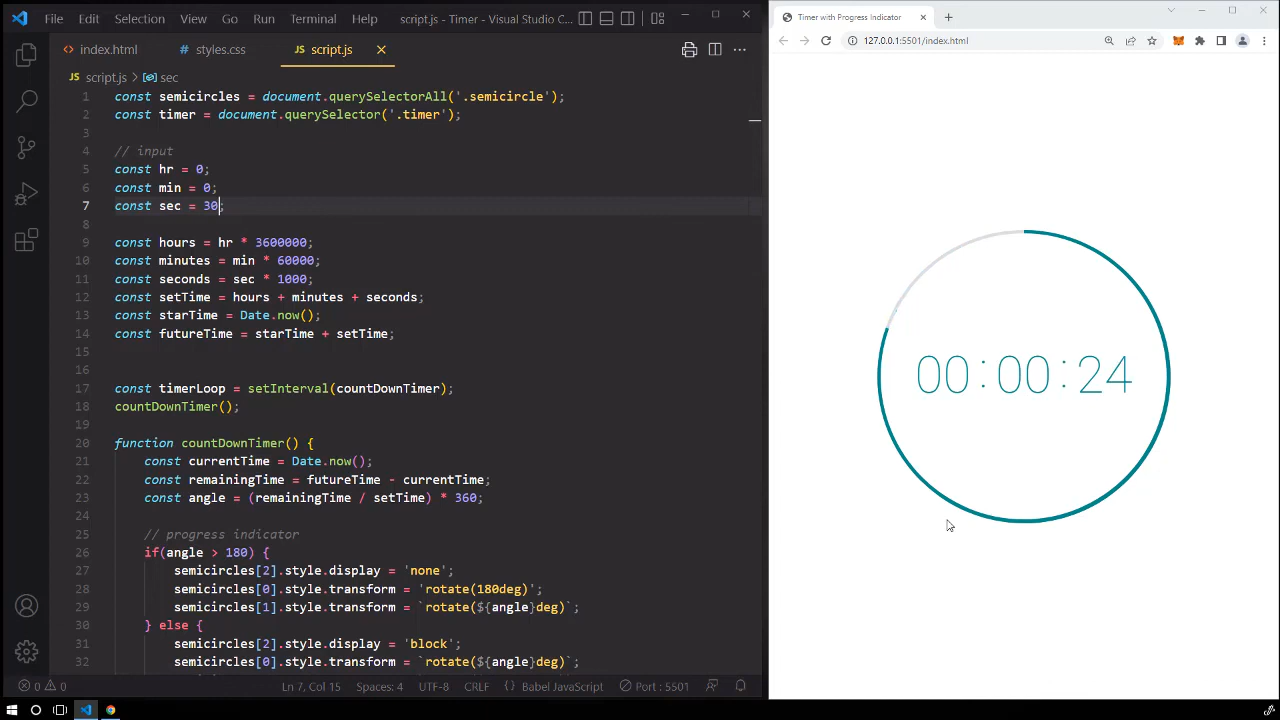 File Edit Selection View Go Run Terminal Help script.js - Timer - Visual Studio C...
index.html styles.css JS script.js
JS script.js > sec
1 const semicircles = document.querySelectorAll('.semicircle');
2 const timer = document.querySelector('.timer');
3
4 // input
5 const hr = 0;
6 const min = 0;
7 const sec = 30;
8
9 const hours = hr * 3600000;
10 const minutes = min * 60000;
11 const seconds = sec * 1000;
12 const setTime = hours + minutes + seconds;
13 const starTime = Date.now();
14 const futureTime = starTime + setTime;
15
16
17 const timerLoop = setInterval(countDownTimer);
18 countDownTimer();
19
20 function countDownTimer() {
21 const currentTime = Date.now();
22 const remainingTime = futureTime - currentTime;
23 const angle = (remainingTime / setTime) * 360;
24
25 // progress indicator
26 if(angle > 180) {
27 semicircles[2].style.display = 'none';
28 semicircles[0].style.transform = 'rotate(180deg)';
29 semicircles[1].style.transform = `rotate(${angle}deg)`;
30 } else {
31 semicircles[2].style.display = 'block';
32 semicircles[0].style.transform = `rotate(${angle}deg)`;
0 0 Ln 7, Col 15 Spaces: 4 UTF-8 CRLF {} Babel JavaScript Port : 5501
Timer with Progress Indicator
127.0.0.1:5501/index.html
00:00:24